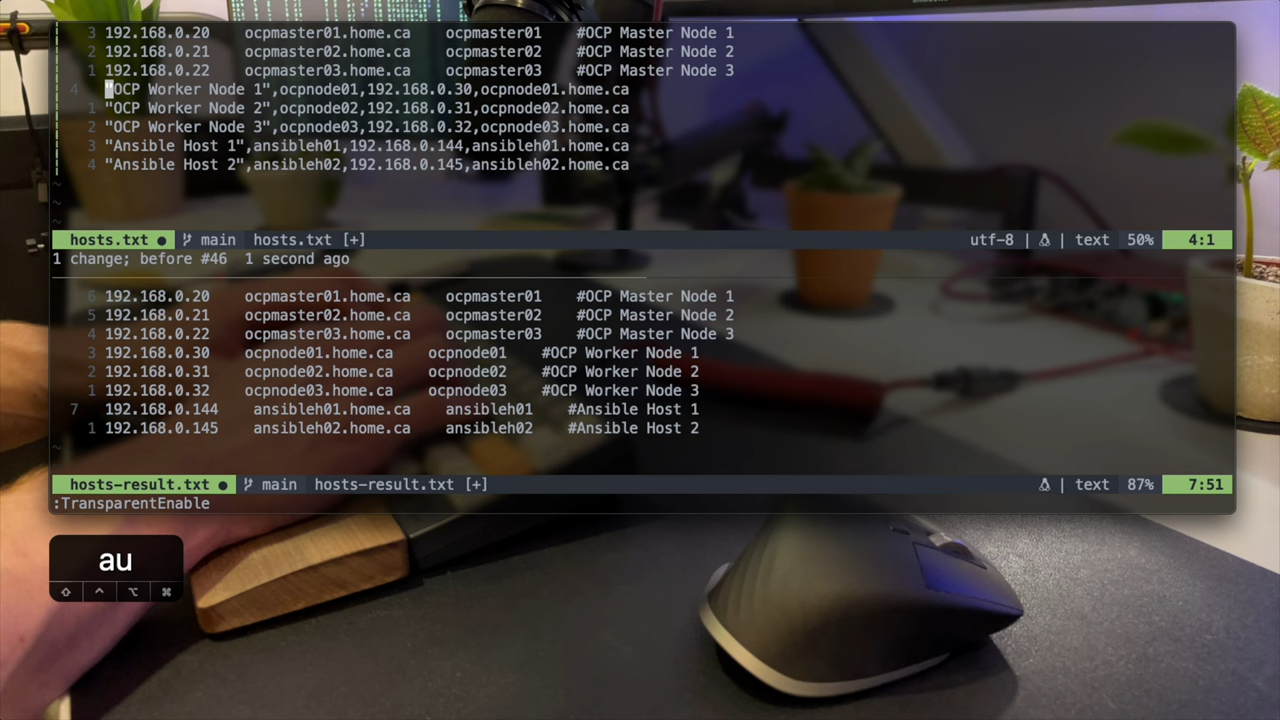 3 192.168.0.20    ocpmaster01.home.ca    ocpmaster01    #OCP Master Node 1
2 192.168.0.21    ocpmaster02.home.ca    ocpmaster02    #OCP Master Node 2
1 192.168.0.22    ocpmaster03.home.ca    ocpmaster03    #OCP Master Node 3
4 "OCP Worker Node 1",ocpnode01,192.168.0.30,ocpnode01.home.ca
1 "OCP Worker Node 2",ocpnode02,192.168.0.31,ocpnode02.home.ca
2 "OCP Worker Node 3",ocpnode03,192.168.0.32,ocpnode03.home.ca
3 "Ansible Host 1",ansibleh01,192.168.0.144,ansibleh01.home.ca
4 "Ansible Host 2",ansibleh02,192.168.0.145,ansibleh02.home.ca
~
~
~
hosts.txt ● main hosts.txt [+] utf-8 | | text 50% 4:1
1 change; before #46  1 second ago
6 192.168.0.20    ocpmaster01.home.ca    ocpmaster01    #OCP Master Node 1
5 192.168.0.21    ocpmaster02.home.ca    ocpmaster02    #OCP Master Node 2
4 192.168.0.22    ocpmaster03.home.ca    ocpmaster03    #OCP Master Node 3
3 192.168.0.30    ocpnode01.home.ca    ocpnode01    #OCP Worker Node 1
2 192.168.0.31    ocpnode02.home.ca    ocpnode02    #OCP Worker Node 2
1 192.168.0.32    ocpnode03.home.ca    ocpnode03    #OCP Worker Node 3
7 192.168.0.144    ansibleh01.home.ca    ansibleh01    #Ansible Host 1
1 192.168.0.145    ansibleh02.home.ca    ansibleh02    #Ansible Host 2
~
hosts-result.txt ● main hosts-result.txt [+] | text 87% 7:51
:TransparentEnable
au
⇧ ^ ⌥ ⌘